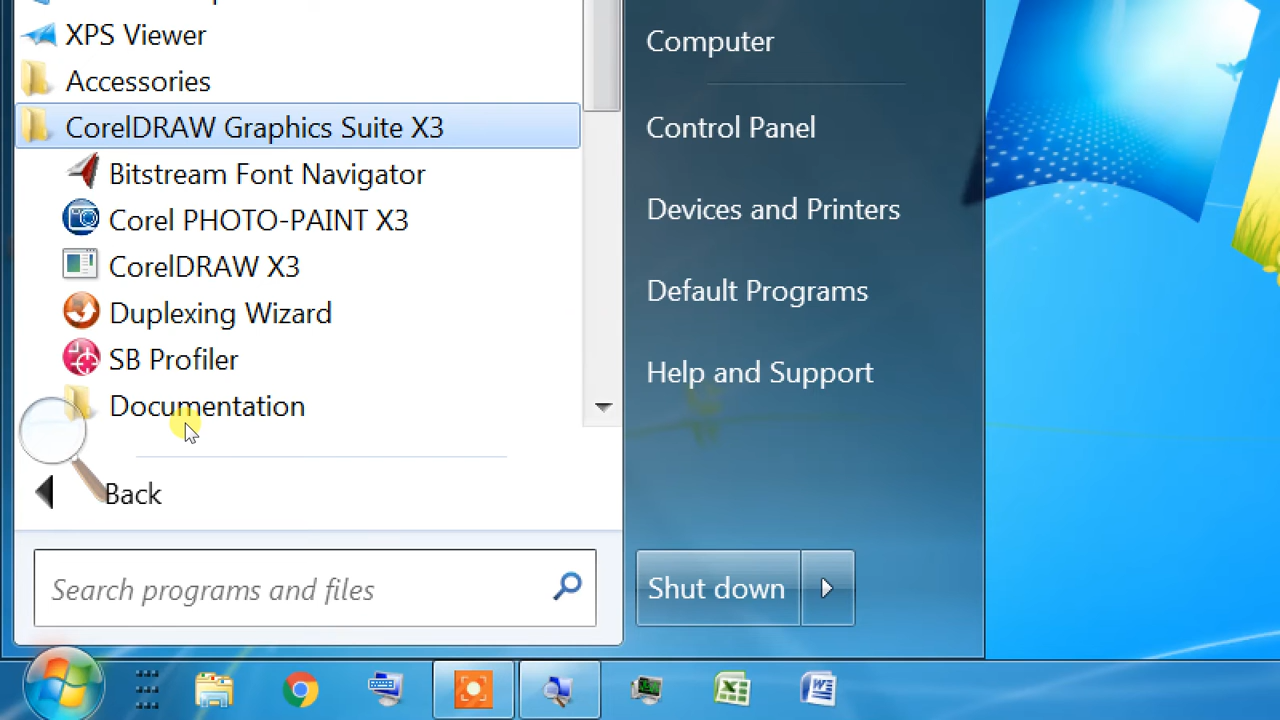 XPS Viewer
Accessories
CorelDRAW Graphics Suite X3
Bitstream Font Navigator
Corel PHOTO-PAINT X3
CorelDRAW X3
Duplexing Wizard
SB Profiler
Documentation
Back
Search programs and files
Computer
Control Panel
Devices and Printers
Default Programs
Help and Support
Shut down